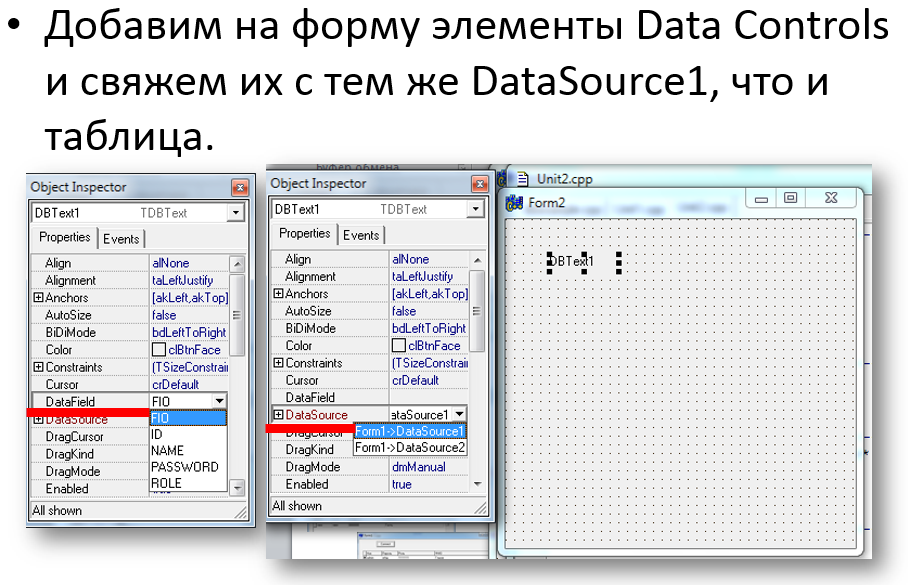 • Добавим на форму элементы Data Controls
и свяжем их с тем же DataSource1, что и
таблица.
Object Inspector
DBText1 TDBText
Properties Events
Align alNone
Alignment taLeftJustify
Anchors [akLeft,akTop]
AutoSize false
BiDiMode bdLeftToRight
Color clBtnFace
Constraints (TSizeConstrai
Cursor crDefault
DataField FIO
DataSource FIO
DragCursor ID
DragKind NAME
DragMode PASSWORD
Enabled ROLE
All shown
Object Inspector
DBText1 TDBText
Properties Events
Align alNone
Alignment taLeftJustify
Anchors [akLeft,akTop]
AutoSize false
BiDiMode bdLeftToRight
Color clBtnFace
Constraints (TSizeConstrain
Cursor crDefault
DataField
DataSource ataSource1
DragCursor Form1->DataSource1
DragKind Form1->DataSource2
DragMode dmManual
Enabled true
All shown
Буфер обмена
Unit2.cpp
Form2
DBText1